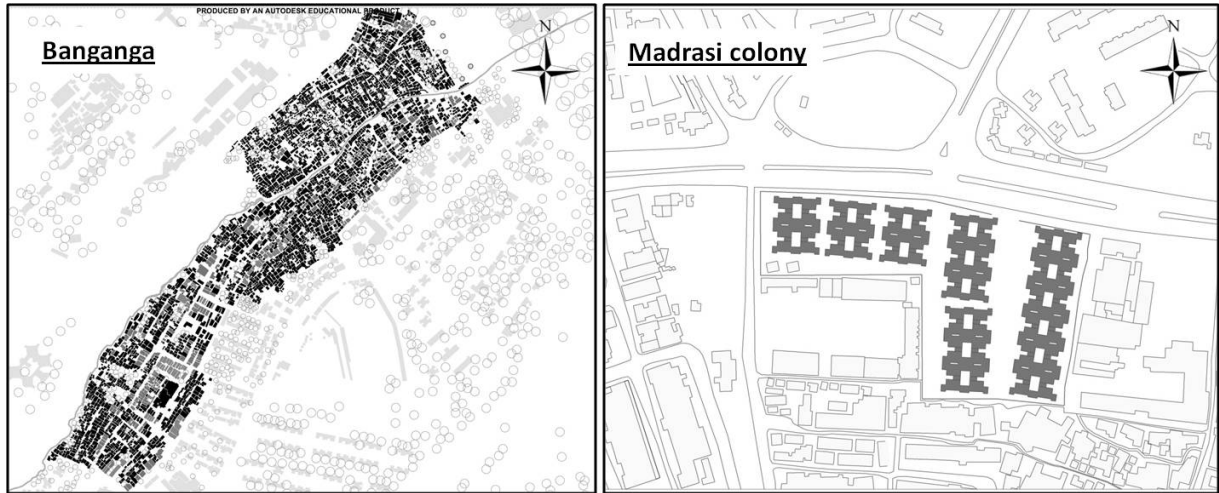 PRODUCED BY AN AUTODESK EDUCATIONAL PRODUCT
Banganga
N
Madrasi colony
N